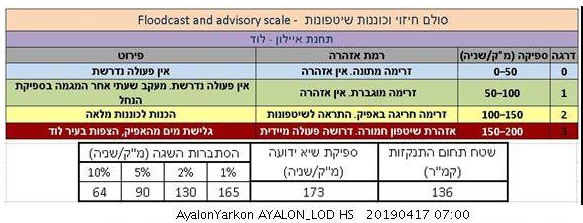 סולם חיזוי וכוננות שיטפונות - Floodcast and advisory scale
תחנת איילון - לוד
דרגה ספיקה (מ"ק/שניה) רמת אזהרה פירוט
0 0–50 זרימה מתונה. אין אזהרה אין פעולה נדרשת
1 50–100 זרימה מוגברת. אין אזהרה אין פעולה נדרשת. מעקב שעתי אחר המגמה בספיקת הנחל
2 100–150 זרימה חריגה באפיק. התראה לשיטפונות הכנות לכוננות מלאה
3 150–200 אזהרת שיטפון חמורה. דרושה פעולה מיידית גלישת מים מהאפיק, הצפות בעיר לוד
שטח תחום התנקזות (קמ"ר) ספיקת שיא ידועה (מ"ק/שניה) הסתברות השגה (מ"ק/שניה)
1% 2% 5% 10%
136 173 165 130 90 64
AyalonYarkon AYALON_LOD HS 20190417 07:00